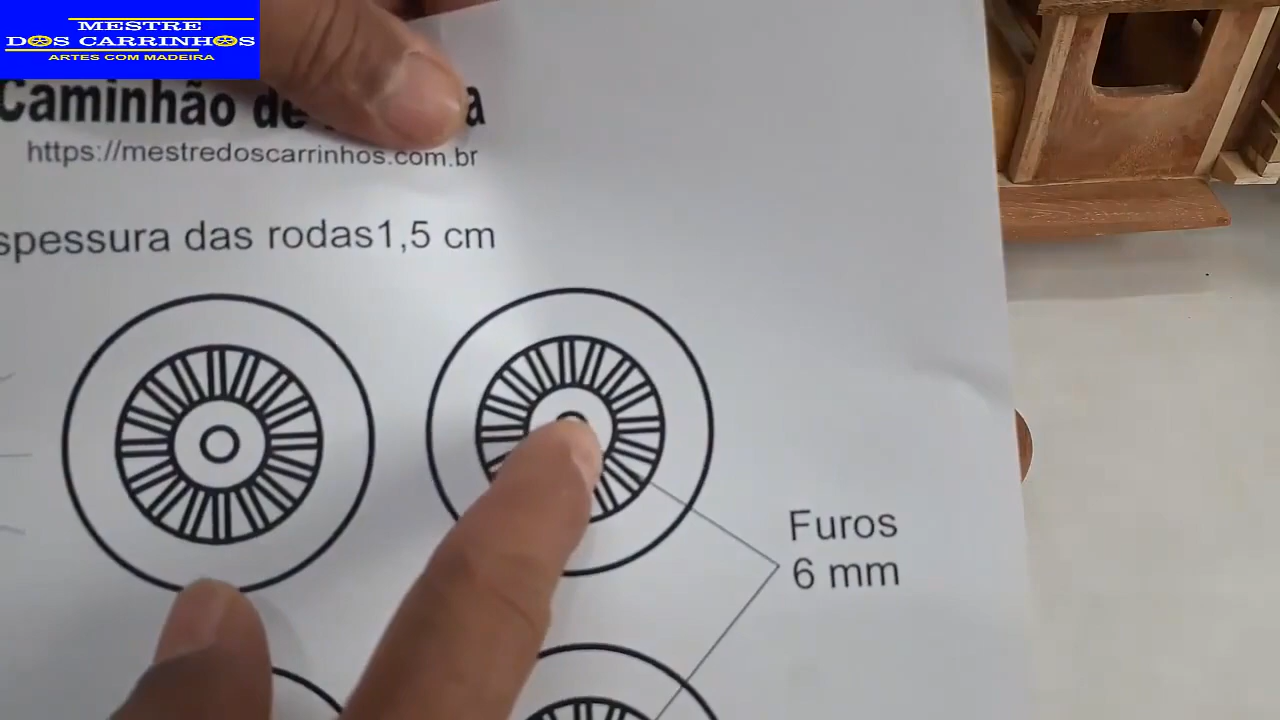 MESTRE
DOS CARRINHOS
ARTES COM MADEIRA
Caminhão de
https://mestredoscarrinhos.com.br
spessura das rodas1,5 cm
Furos
6 mm